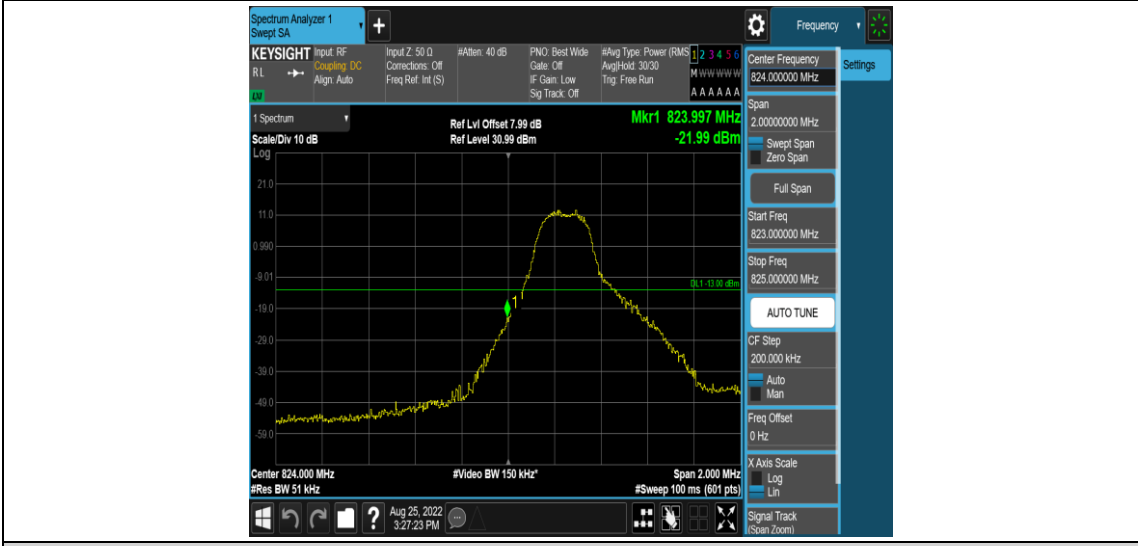 Spectrum Analyzer 1
Swept SA
+
Frequency
KEYSIGHT
RL
Input: RF
Coupling: DC
Align: Auto
Input Z: 50 Ω
Corrections: Off
Freq Ref: Int (S)
#Atten: 40 dB
PNO: Best Wide
Gate: Off
IF Gain: Low
Sig Track: Off
#Avg Type: Power (RMS
Avg|Hold: 30/30
Trig: Free Run
1 2 3 4 5 6
M W W W W W
A A A A A A
1 Spectrum
Scale/Div 10 dB
Log
Ref Lvl Offset 7.99 dB
Ref Level 30.99 dBm
Mkr1 823.997 MHz
-21.99 dBm
21.0
11.0
0.990
-9.01
-19.0
-29.0
-39.0
-49.0
-59.0
DL1 -13.00 dBm
1
Center 824.000 MHz
#Res BW 51 kHz
#Video BW 150 kHz*
Span 2.000 MHz
#Sweep 100 ms (601 pts)
?
Aug 25, 2022
3:27:23 PM
Center Frequency
824.000000 MHz
Settings
Span
2.00000000 MHz
Swept Span
Zero Span
Full Span
Start Freq
823.000000 MHz
Stop Freq
825.000000 MHz
AUTO TUNE
CF Step
200.000 kHz
Auto
Man
Freq Offset
0 Hz
X Axis Scale
Log
Lin
Signal Track
(Span Zoom)